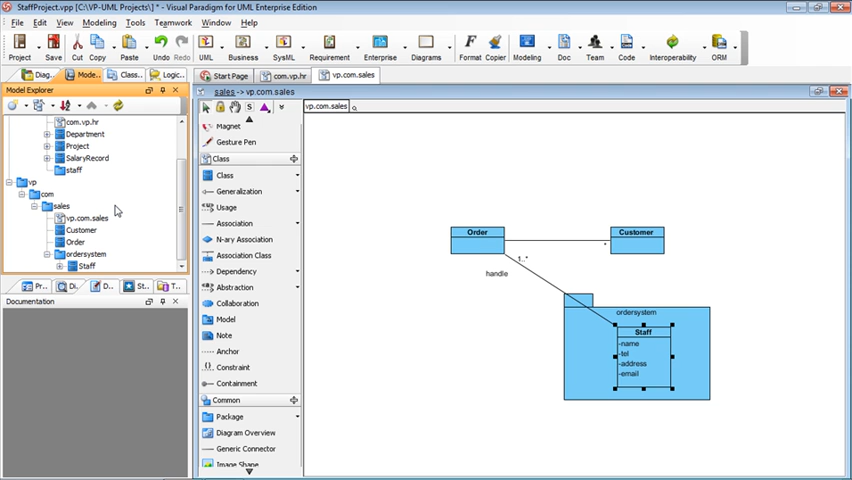 StaffProject.vpp [C:\VP-UML Projects\] * - Visual Paradigm for UML Enterprise Edition
File Edit View Modeling Tools Teamwork Window Help
Project Save Cut Copy Paste Undo Redo UML Business SysML Requirement Enterprise Diagrams Format Copy Modeling Doc Team Code Interoperability ORM
Diag.. Mode.. Class.. Logic..
Start Page com.vp.hr vp.com.sales
Model Explorer
sales -> vp.com.sales
vp.com.sales
com.vp.hr
Department
Project
SalaryRecord
staff
vp
com
sales
vp.com.sales
Customer
Order
ordersystem
Staff
Pr.. Di D.. St.. T...
Documentation
Magnet
Gesture Pen
Class
Class
Generalization
Usage
Association
N-ary Association
Association Class
Dependency
Abstraction
Collaboration
Model
Note
Anchor
Constraint
Containment
Common
Package
Diagram Overview
Generic Connector
Image Shape
Order
Customer
*
1..*
handle
ordersystem
Staff
-name
-tel
-address
-email